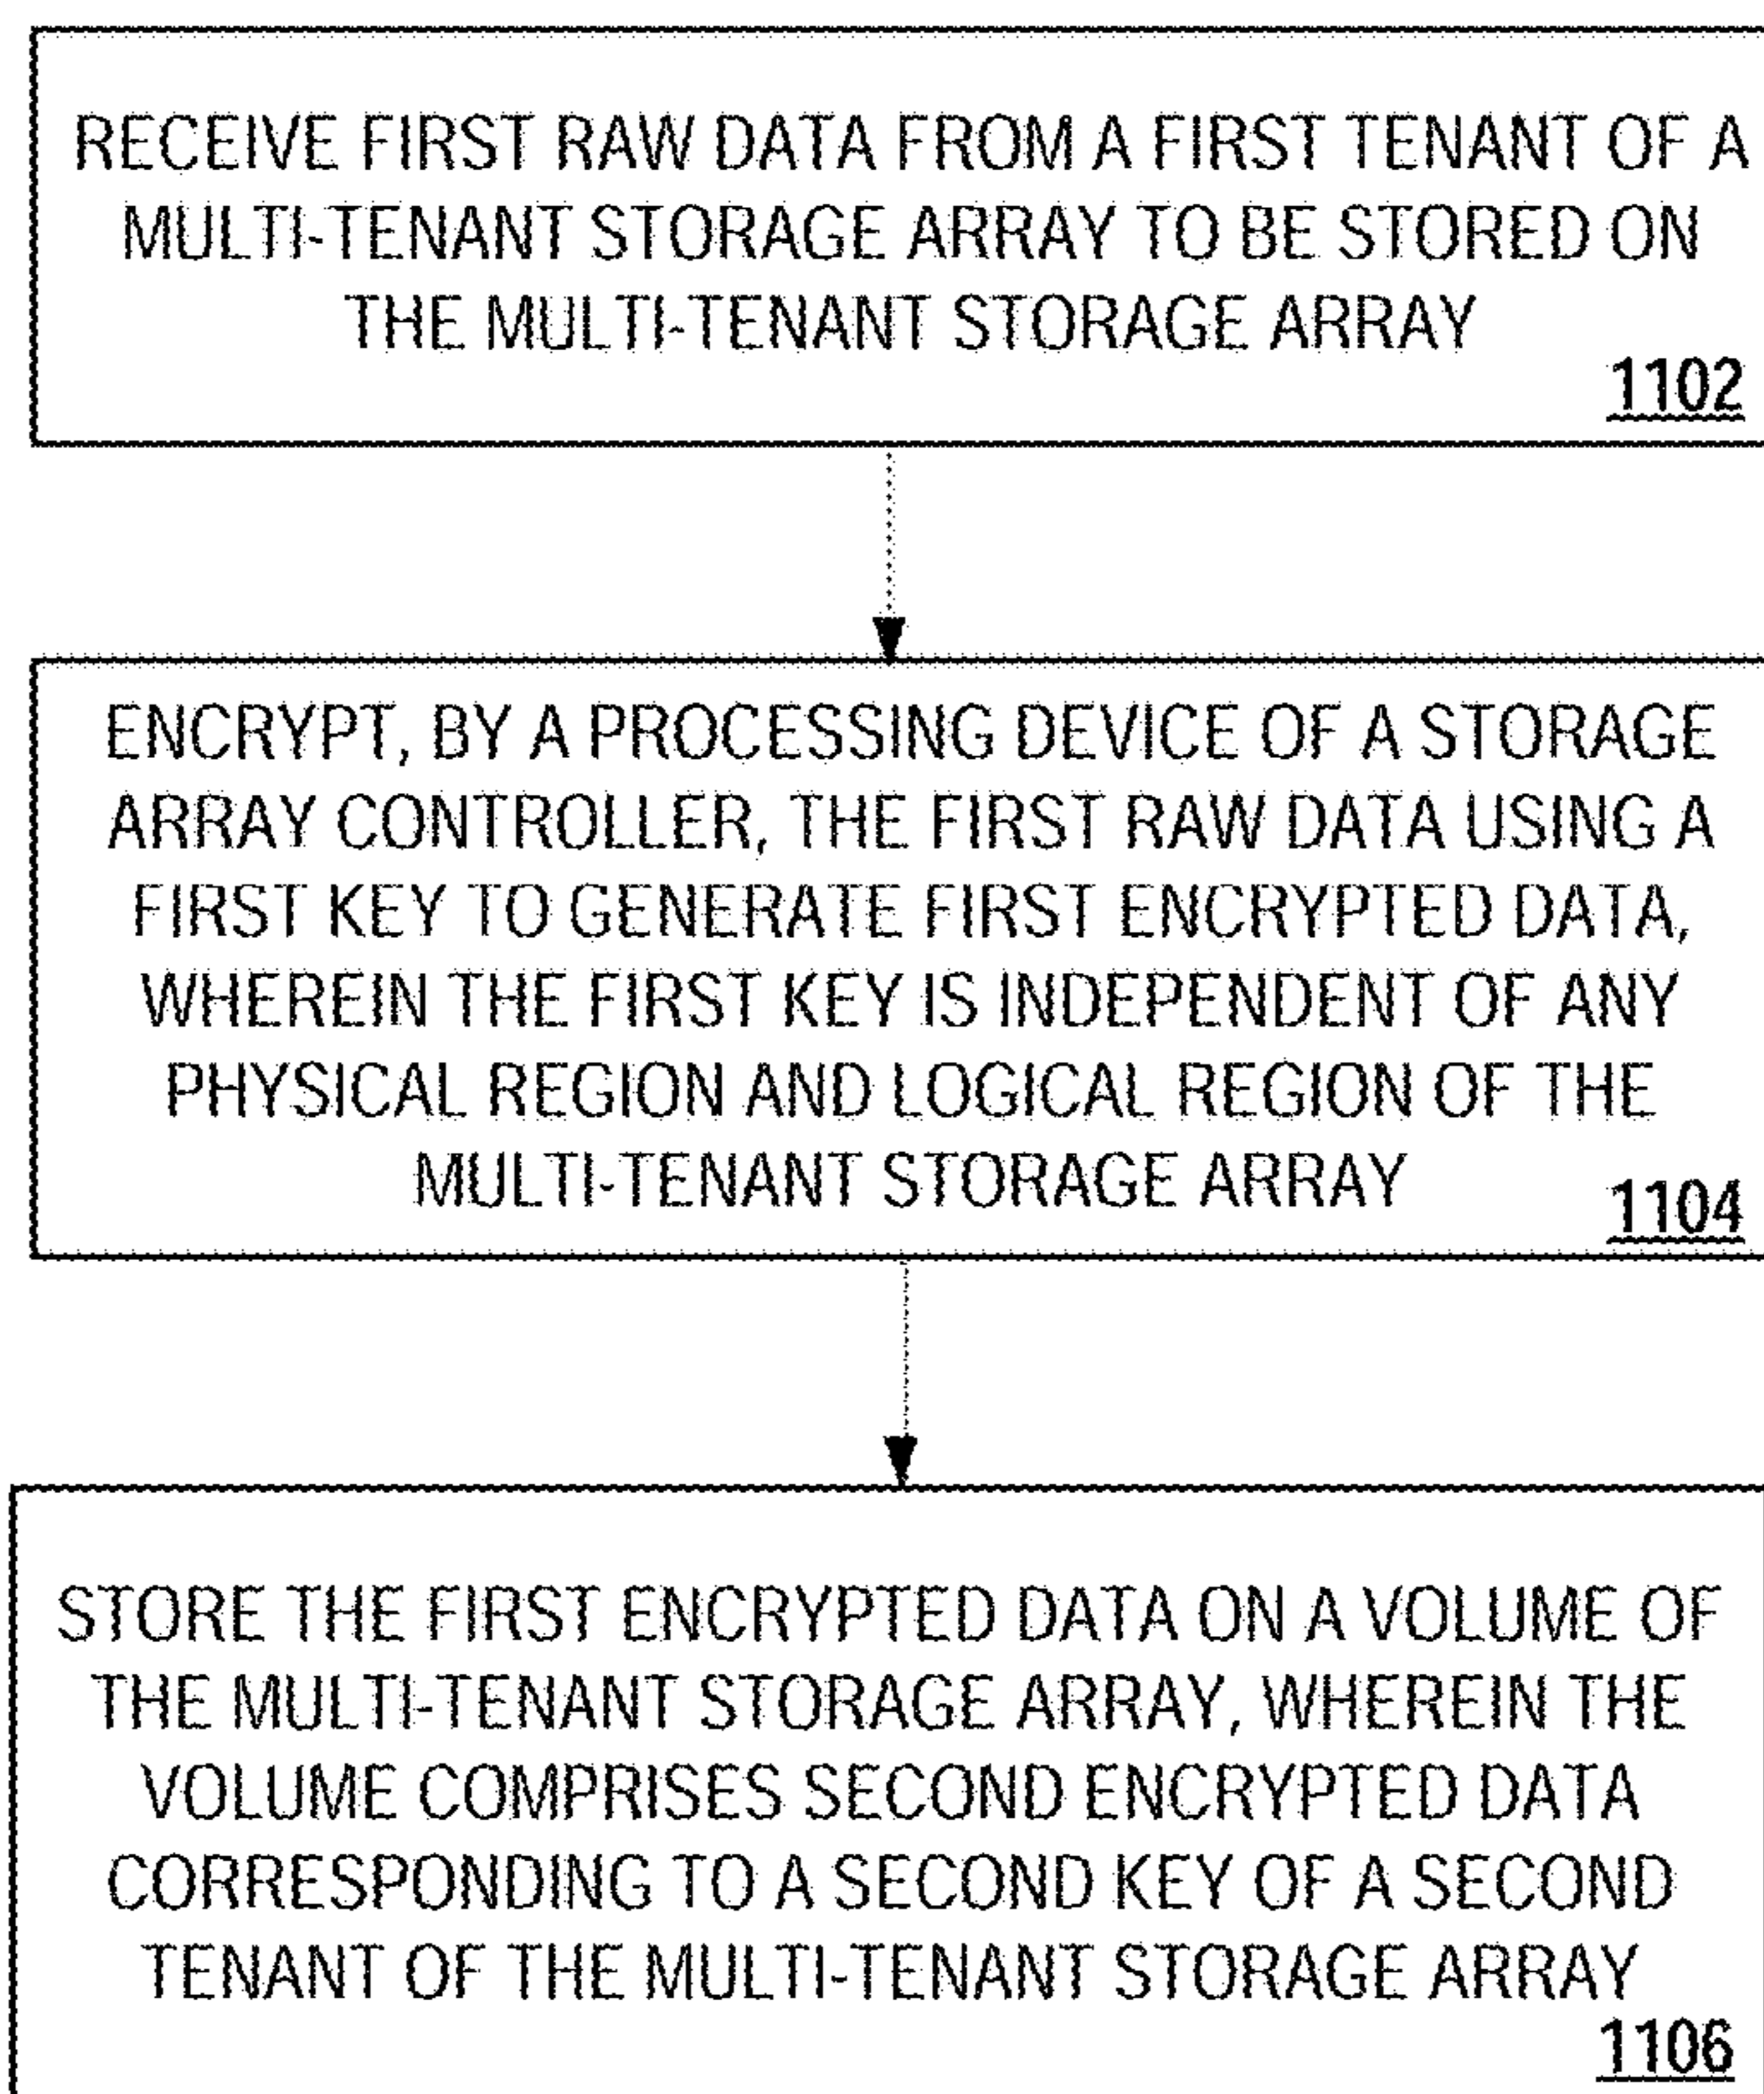 RECEIVE FIRST RAW DATA FROM A FIRST TENANT OF A
MULTI-TENANT STORAGE ARRAY TO BE STORED ON
THE MULTI-TENANT STORAGE ARRAY
1102
ENCRYPT, BY A PROCESSING DEVICE OF A STORAGE
ARRAY CONTROLLER, THE FIRST RAW DATA USING A
FIRST KEY TO GENERATE FIRST ENCRYPTED DATA,
WHEREIN THE FIRST KEY IS INDEPENDENT OF ANY
PHYSICAL REGION AND LOGICAL REGION OF THE
MULTI-TENANT STORAGE ARRAY
1104
STORE THE FIRST ENCRYPTED DATA ON A VOLUME OF
THE MULTI-TENANT STORAGE ARRAY, WHEREIN THE
VOLUME COMPRISES SECOND ENCRYPTED DATA
CORRESPONDING TO A SECOND KEY OF A SECOND
TENANT OF THE MULTI-TENANT STORAGE ARRAY
1106